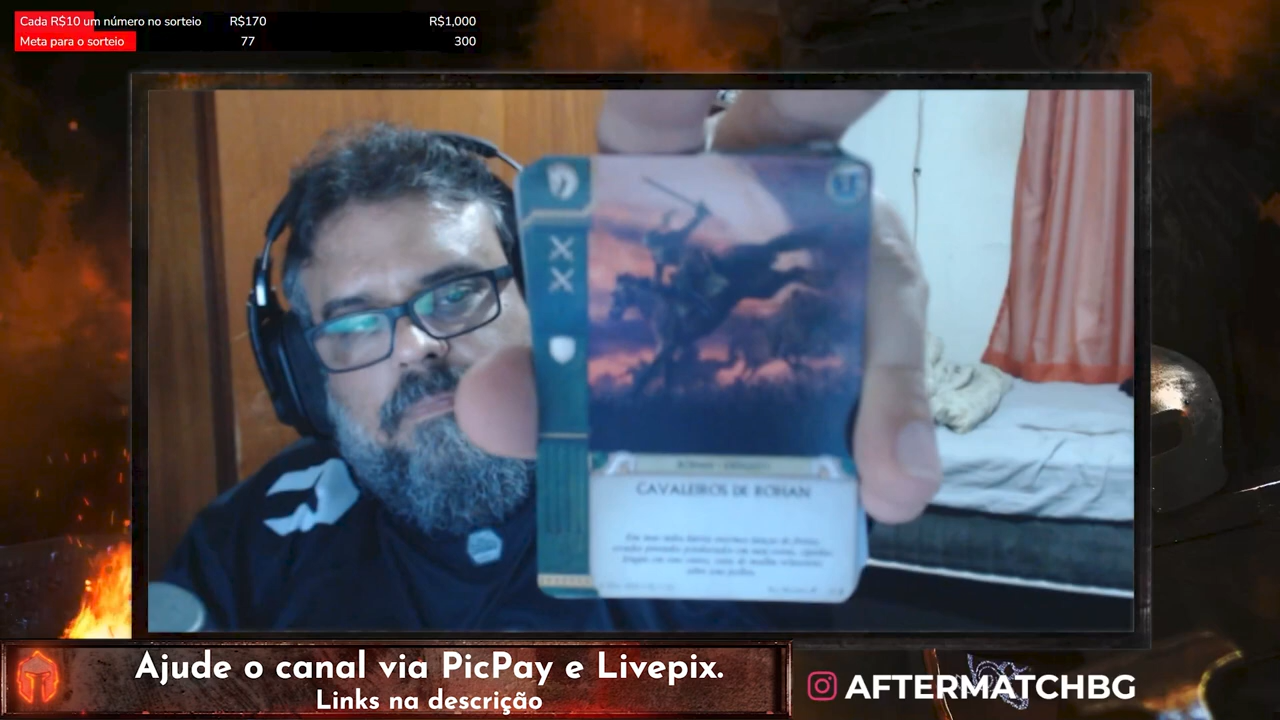 Cada R$10 um número no sorteio R$170 R$1,000
Meta para o sorteio 77 300
CAVALEIROS DE ROHAN
Ajude o canal via PicPay e Livepix.
Links na descrição
AFTERMATCHBG